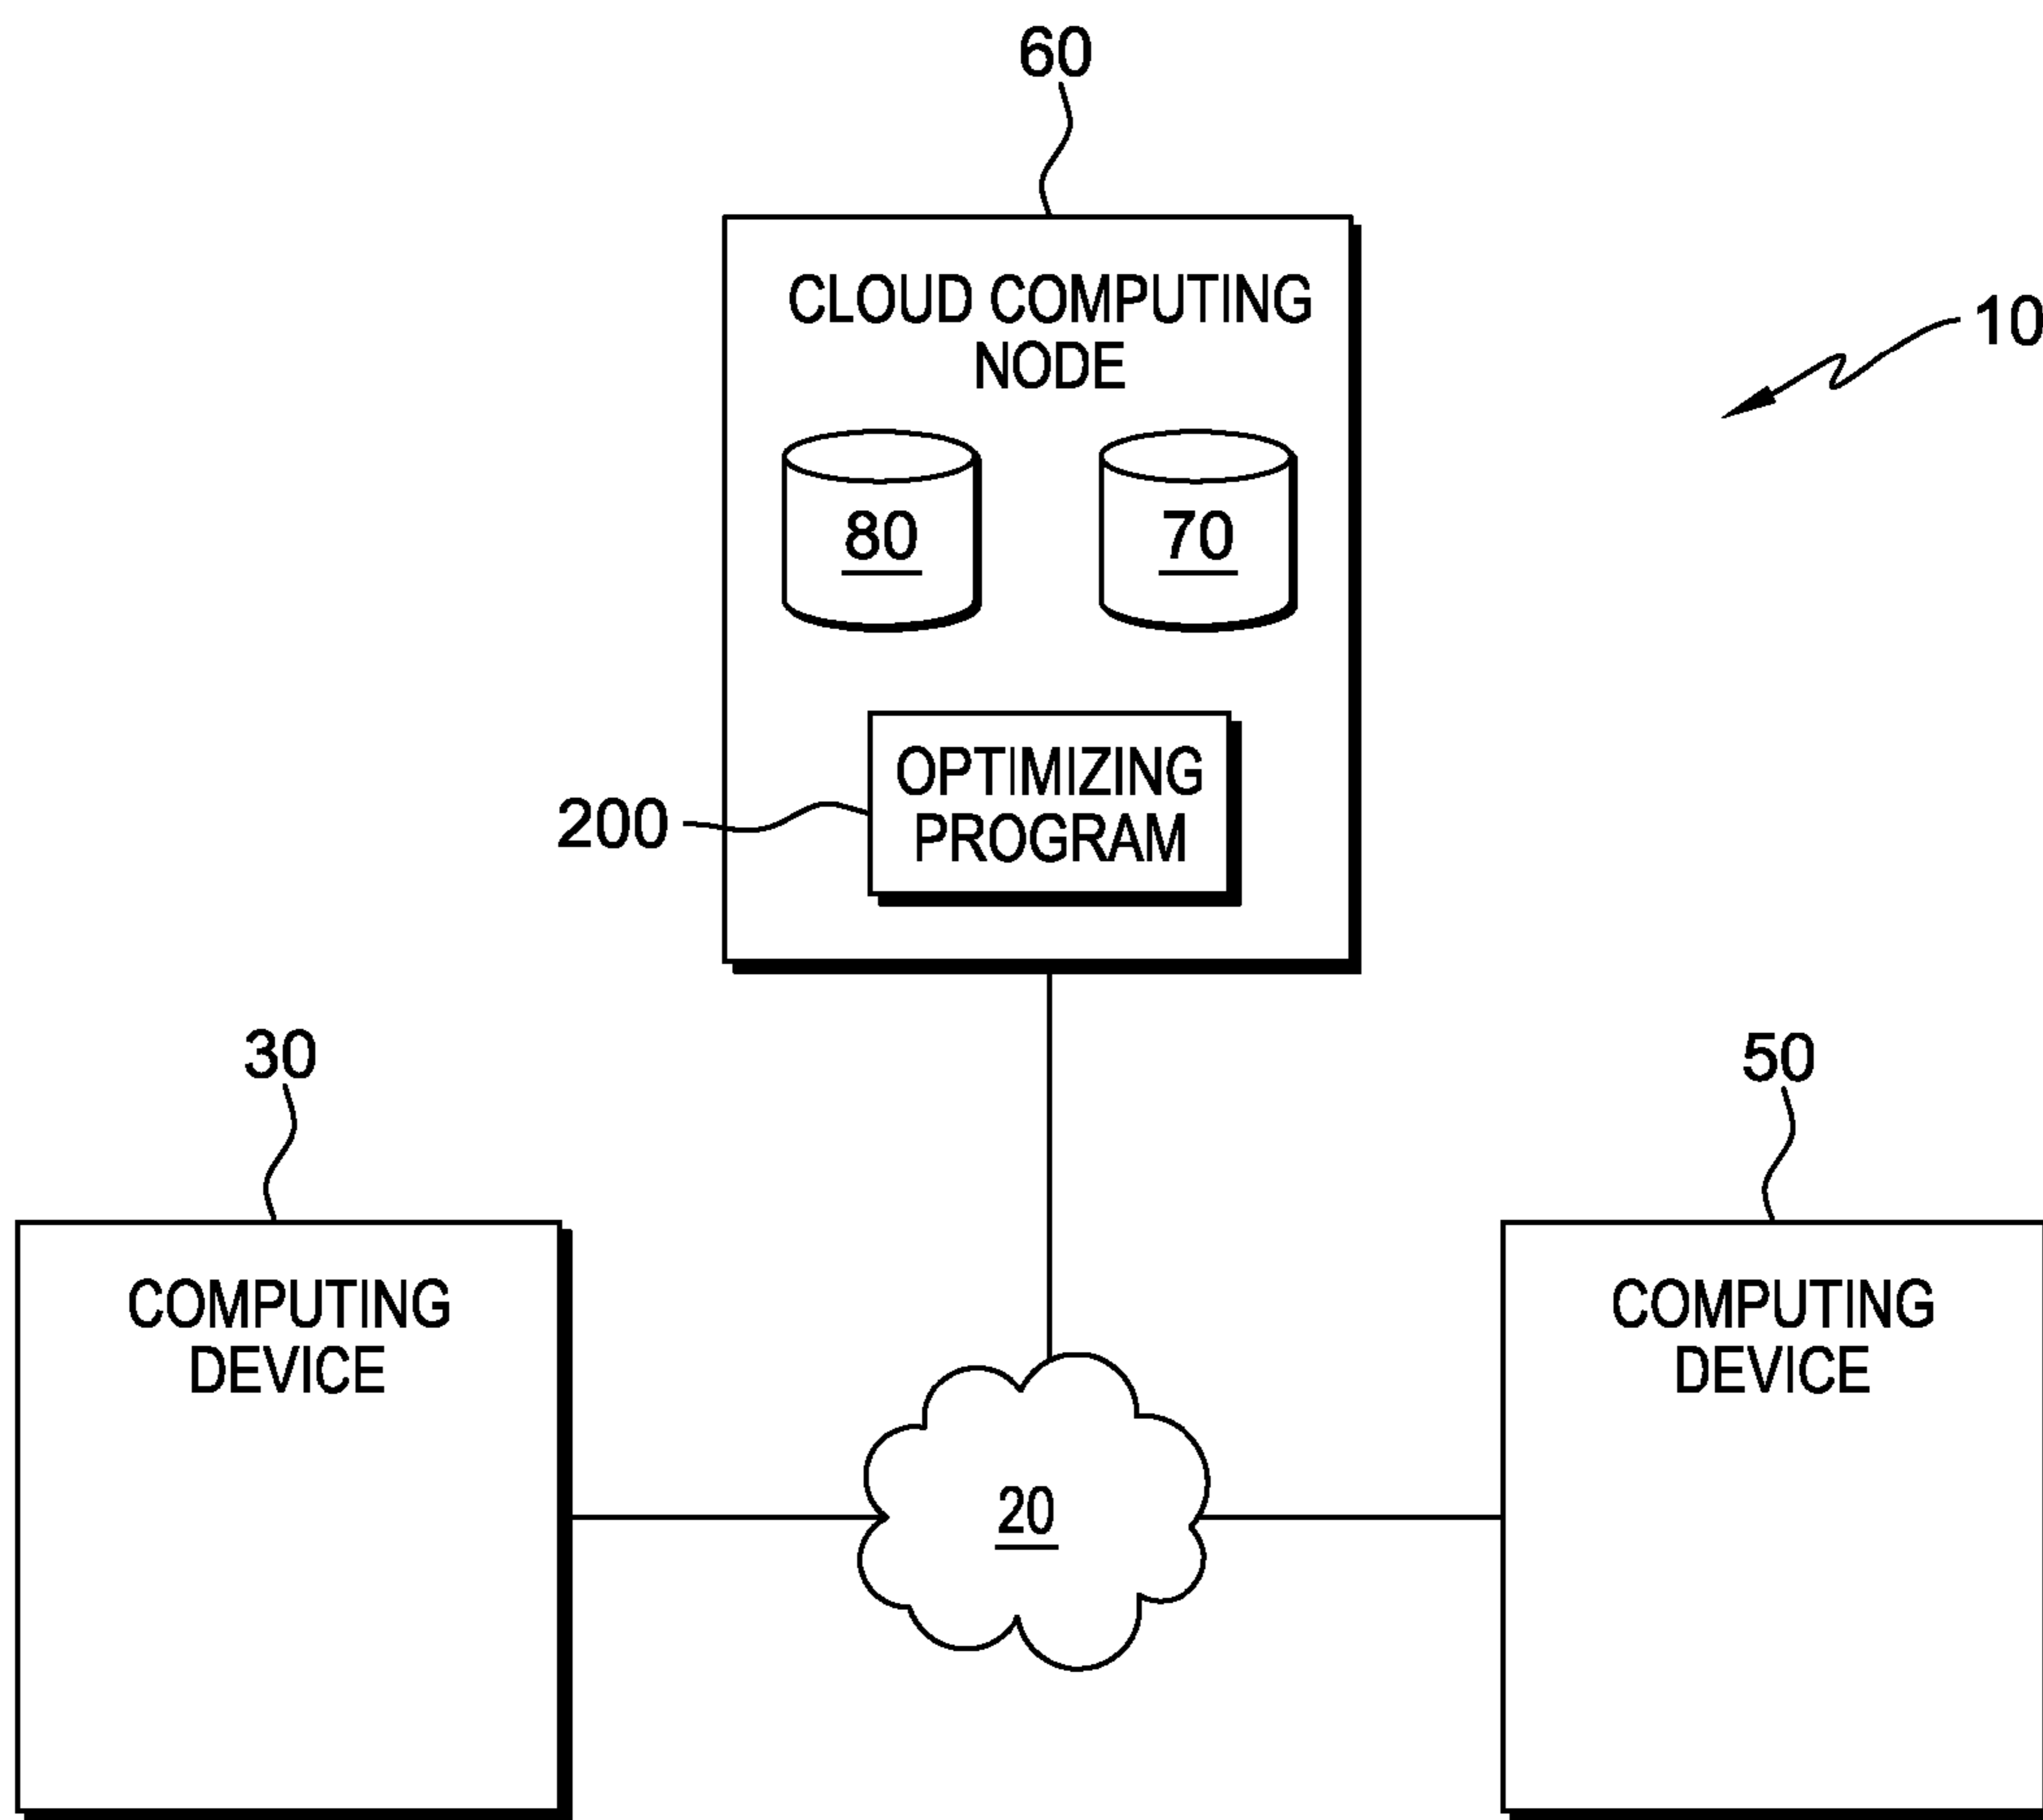 60
CLOUD COMPUTING
NODE
10
80
70
OPTIMIZING
PROGRAM
200
30
50
COMPUTING
DEVICE
COMPUTING
DEVICE
20